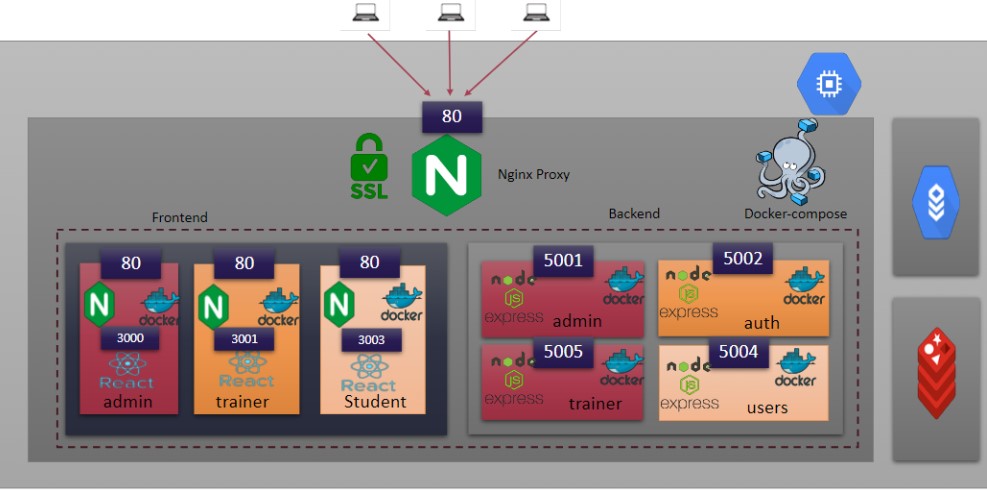 80
N
Nginx Proxy
SSL
Frontend
Backend
Docker-compose
80
80
80
N
docker
N
docker
N
docker
3000
3001
3003
React
React
React
admin
trainer
Student
5001
5002
node
JS
express
docker
admin
node
JS
express
docker
auth
5005
5004
node
JS
express
docker
trainer
node
JS
express
docker
users